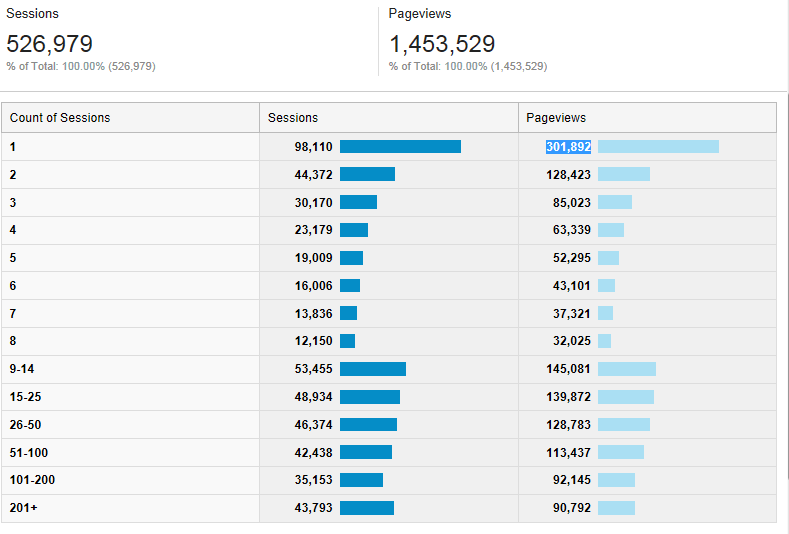 Sessions Pageviews
526,979 1,453,529
% of Total: 100.00% (526,979) % of Total: 100.00% (1,453,529)
Count of Sessions Sessions Pageviews
1 98,110 301,892
2 44,372 128,423
3 30,170 85,023
4 23,179 63,339
5 19,009 52,295
6 16,006 43,101
7 13,836 37,321
8 12,150 32,025
9-14 53,455 145,081
15-25 48,934 139,872
26-50 46,374 128,783
51-100 42,438 113,437
101-200 35,153 92,145
201+ 43,793 90,792